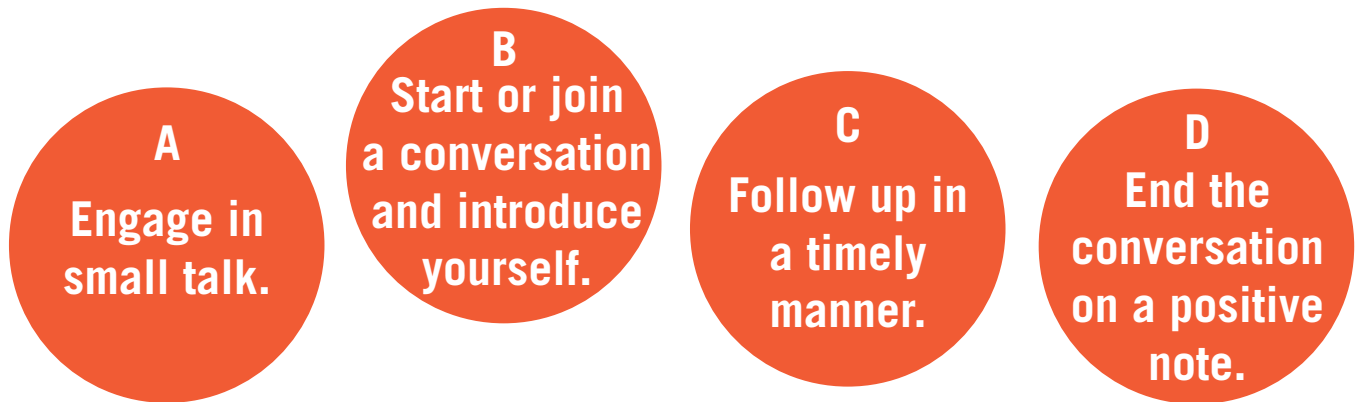 A
Engage in
small talk.
B
Start or join
a conversation
and introduce
yourself.
C
Follow up in
a timely
manner.
D
End the
conversation
on a positive
note.